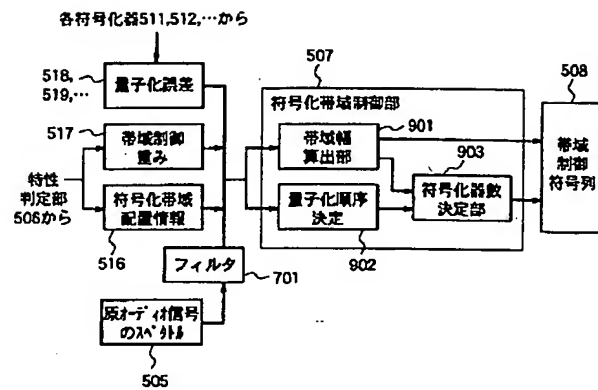 各符号化器511,512,…から
518,
519,…
量子化誤差
517
帯域制御
重み
特性
判定部
506から
符号化帯域
配置情報
516
フィルタ
701
原オーディオ信号
のスペクトル
505
507
符号化帯域制御部
901
帯域幅
算出部
903
符号化器数
決定部
量子化順序
決定
902
508
帯域
制御
符号列